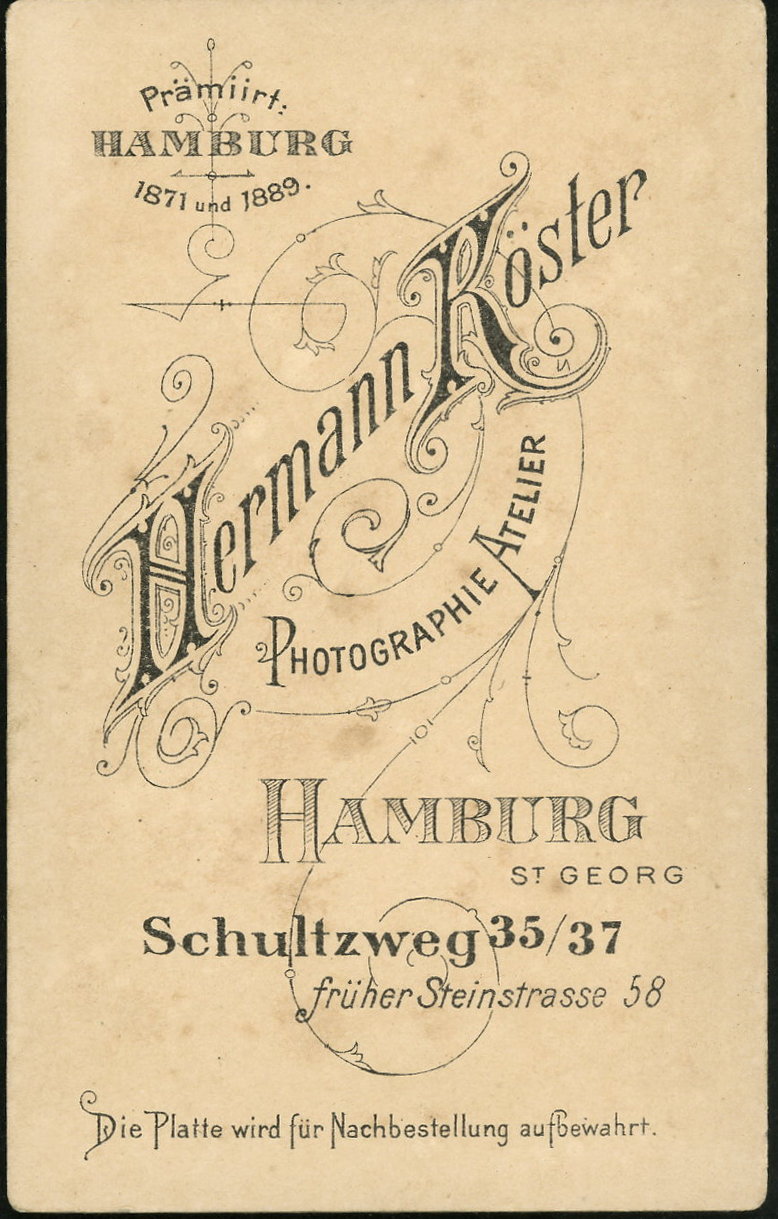 Prämiirt:
HAMBURG
1871 und 1889.
Hermann Köster
PHOTOGRAPHIE ATELIER
HAMBURG
ST GEORG
Schultzweg 35/37
früher Steinstrasse 58
Die Platte wird für Nachbestellung aufbewahrt.